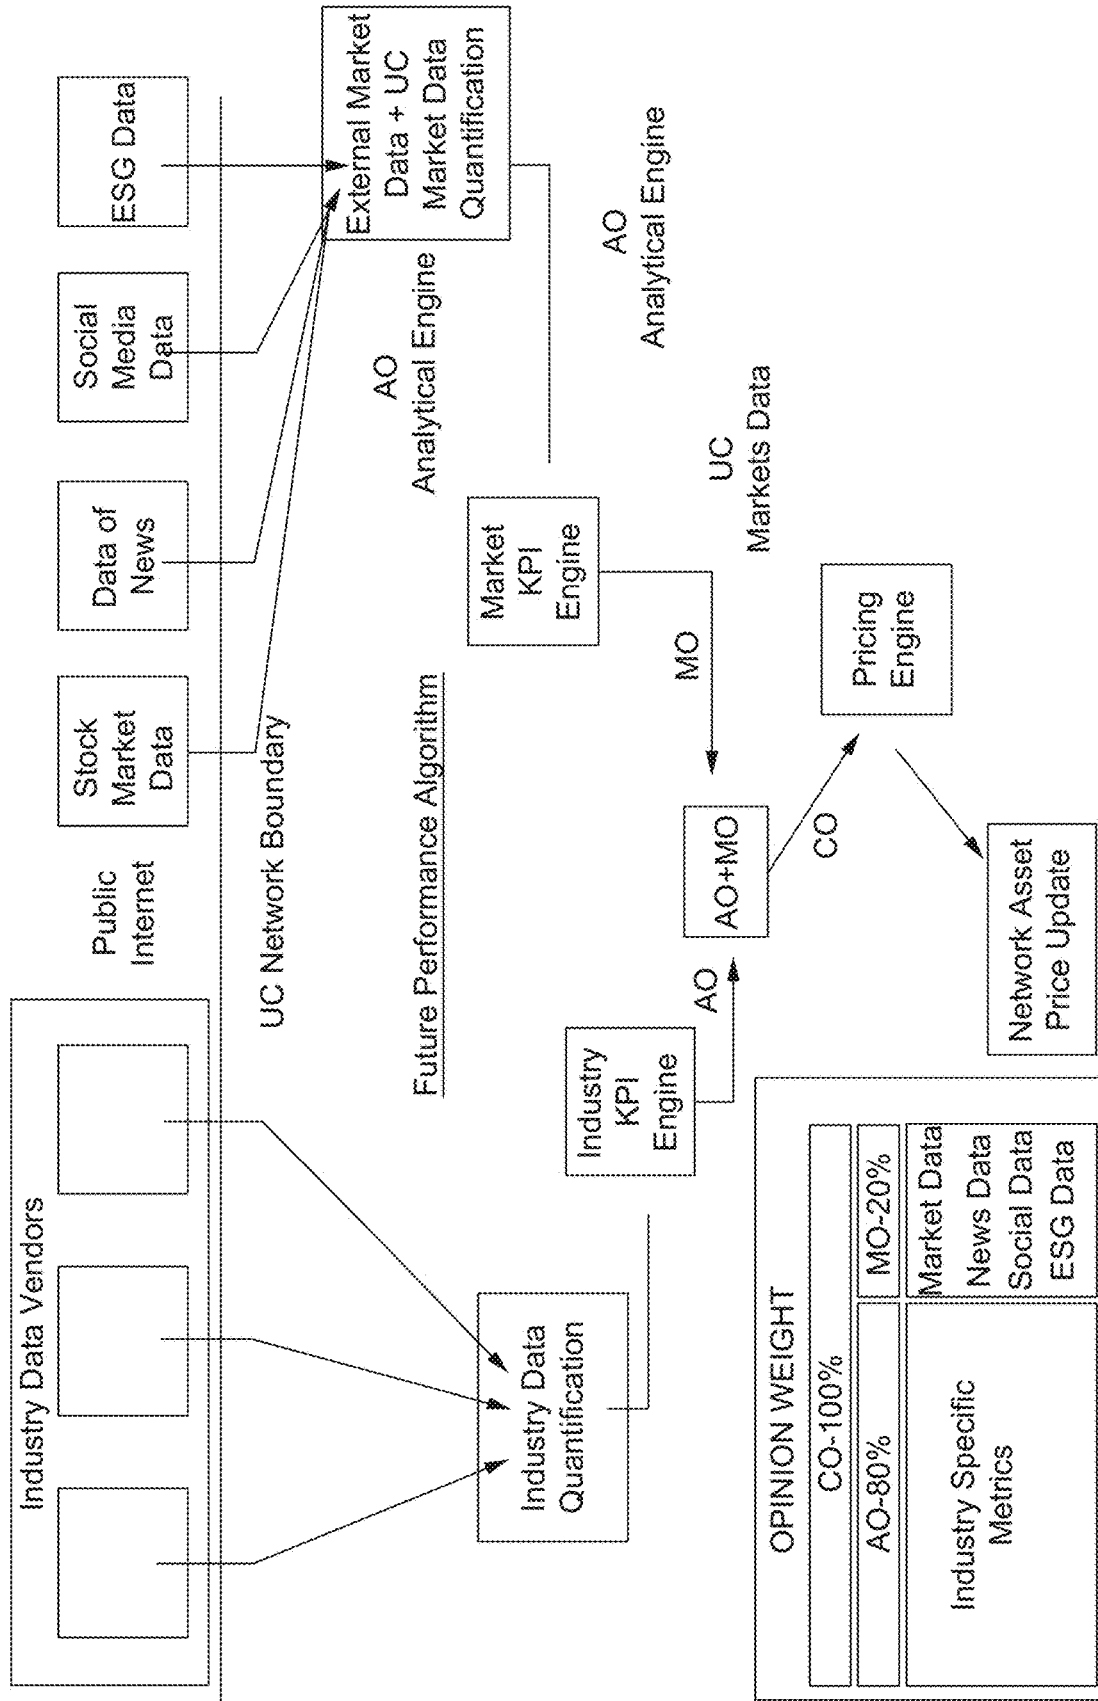 Industry Data Vendors
Public
Internet
Stock
Market
Data
Data of
News
Social
Media
Data
ESG Data
UC Network Boundary
External Market
Data + UC
Market Data
Quantification
AO
Analytical Engine
Future Performance Algorithm
Industry Data
Quantification
Market
KPI
Engine
AO
Analytical Engine
Industry
KPI
Engine
AO
MO
AO+MO
UC
Markets Data
CO
Pricing
Engine
Network Asset
Price Update
OPINION WEIGHT
CO-100%
AO-80%
MO-20%
Industry Specific
Metrics
Market Data
News Data
Social Data
ESG Data